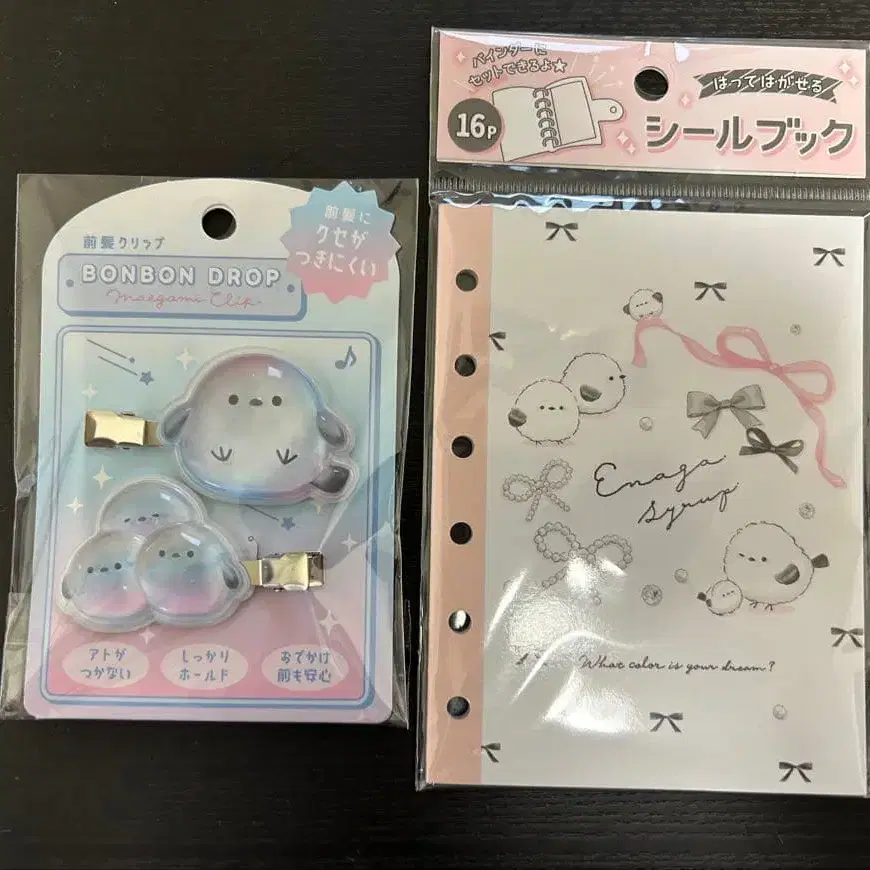 前髪クリップ
BONBON DROP
maegami clip
前髪に
クセが
つきにくい
アトが
つかない
しっかり
ホールド
おでかけ
前も安心
バインダーに
セットできるよ★
16P
はってはがせる
シールブック
Enaga
Syrup
What color is your dream?